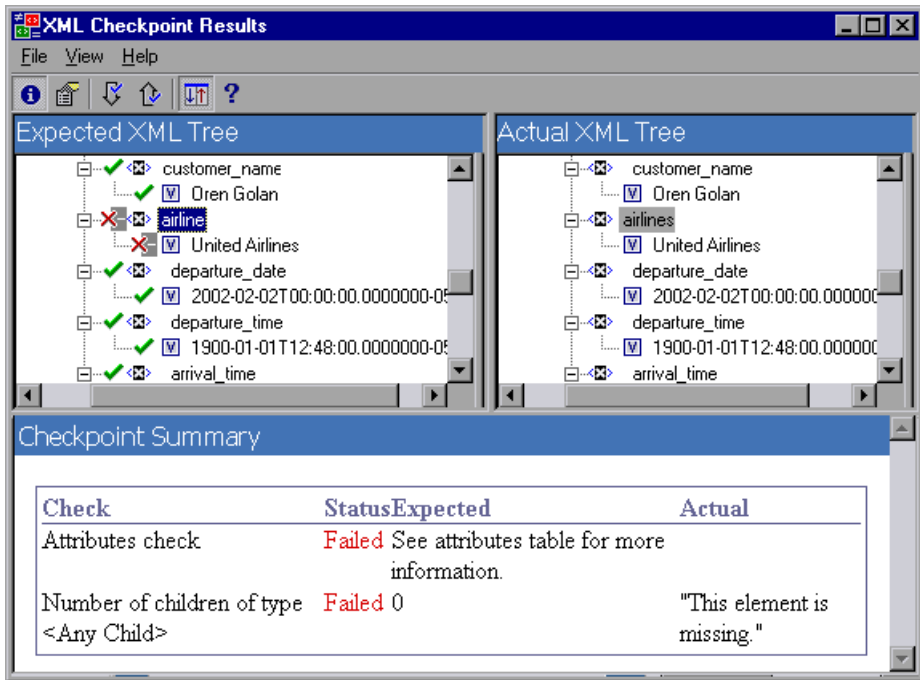 XML Checkpoint Results
File View Help
Expected XML Tree
customer_name
Oren Golan
airline
United Airlines
departure_date
2002-02-02T00:00:00.0000000-05
departure_time
1900-01-01T12:48:00.0000000-05
arrival_time
Actual XML Tree
customer_name
Oren Golan
airlines
United Airlines
departure_date
2002-02-02T00:00:00.000000
departure_time
1900-01-01T12:48:00.000000
arrival_time
Checkpoint Summary
Check Status Expected Actual
Attributes check Failed See attributes table for more
information.
Number of children of type Failed 0 "This element is
<Any Child> missing."